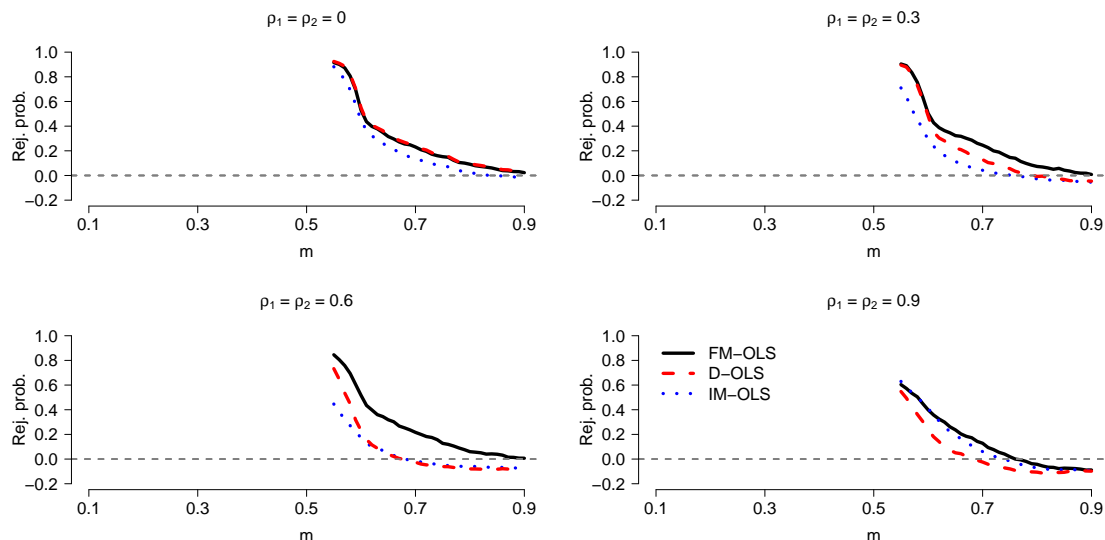 ρ1 = ρ2 = 0
1.0
0.8
0.6
0.4
0.2
0.0
−0.2
Rej. prob.
0.1 0.3 0.5 0.7 0.9
m
ρ1 = ρ2 = 0.3
1.0
0.8
0.6
0.4
0.2
0.0
−0.2
Rej. prob.
0.1 0.3 0.5 0.7 0.9
m
ρ1 = ρ2 = 0.6
1.0
0.8
0.6
0.4
0.2
0.0
−0.2
Rej. prob.
0.1 0.3 0.5 0.7 0.9
m
ρ1 = ρ2 = 0.9
1.0
0.8
0.6
0.4
0.2
0.0
−0.2
Rej. prob.
FM−OLS
D−OLS
IM−OLS
0.1 0.3 0.5 0.7 0.9
m